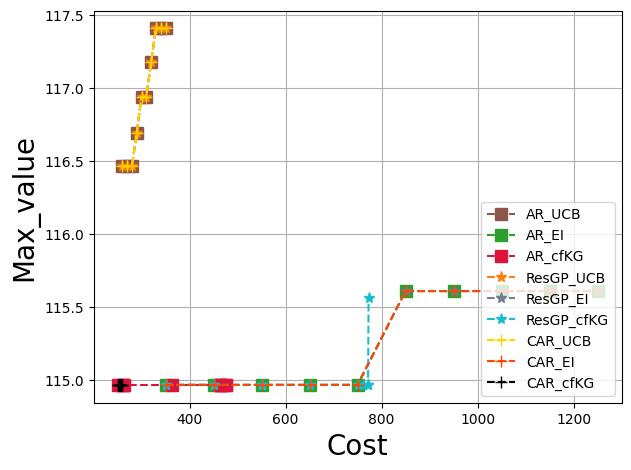 117.5
117.0
116.5
116.0
115.5
115.0
Max_value
400
600
800
1000
1200
Cost
AR_UCB
AR_EI
AR_cfKG
ResGP_UCB
ResGP_EI
ResGP_cfKG
CAR_UCB
CAR_EI
CAR_cfKG